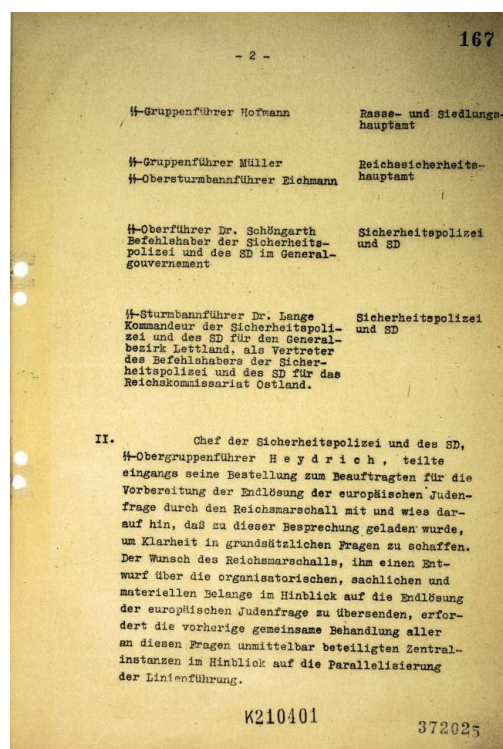 167
- 2 -
SS-Gruppenführer Hofmann Rasse- und Siedlungs-
hauptamt
SS-Gruppenführer Müller Reichssicherheits-
SS-Obersturmbannführer Eichmann hauptamt
SS-Oberführer Dr. Schöngarth Sicherheitspolizei
Befehlshaber der Sicherheits- und SD
polizei und des SD im General-
gouvernement
SS-Sturmbannführer Dr. Lange Sicherheitspolizei
Kommandeur der Sicherheitspoli- und SD
zei und des SD für den General-
bezirk Lettland, als Vertreter
des Befehlshabers der Sicher-
heitspolizei und des SD für das
Reichskommissariat Ostland.
II. Chef der Sicherheitspolizei und des SD,
SS-Obergruppenführer H e y d r i c h , teilte
eingangs seine Bestellung zum Beauftragten für die
Vorbereitung der Endlösung der europäischen Juden-
frage durch den Reichsmarschall mit und wies dar-
auf hin, daß zu dieser Besprechung geladen wurde,
um Klarheit in grundsätzlichen Fragen zu schaffen.
Der Wunsch des Reichsmarschalls, ihm einen Ent-
wurf über die organisatorischen, sachlichen und
materiellen Belange im Hinblick auf die Endlösung
der europäischen Judenfrage zu übersenden, erfor-
dert die vorherige gemeinsame Behandlung aller
an diesen Fragen unmittelbar beteiligten Zentral-
instanzen im Hinblick auf die Parallelisierung
der Linienführung.
K210401
372025